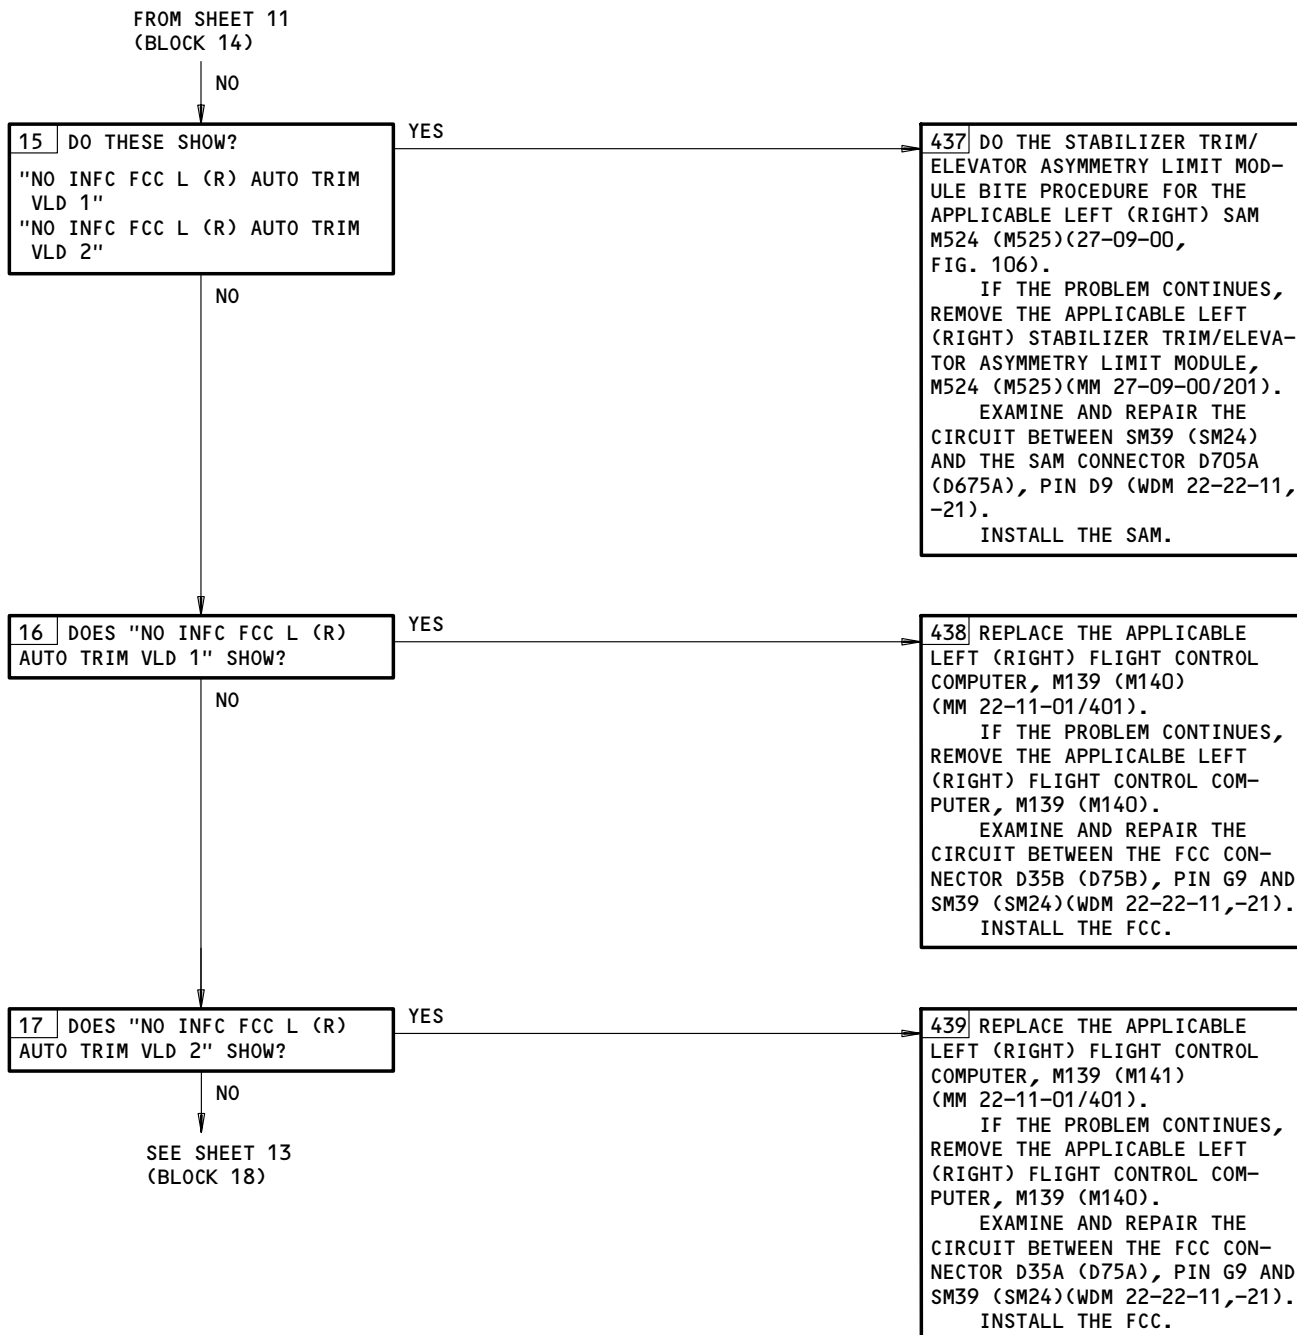 FROM SHEET 11
(BLOCK 14)
NO
15 DO THESE SHOW?
"NO INFC FCC L (R) AUTO TRIM
VLD 1"
"NO INFC FCC L (R) AUTO TRIM
VLD 2"
YES
NO
437 DO THE STABILIZER TRIM/
ELEVATOR ASYMMETRY LIMIT MOD-
ULE BITE PROCEDURE FOR THE
APPLICABLE LEFT (RIGHT) SAM
M524 (M525)(27-09-00,
FIG. 106).
IF THE PROBLEM CONTINUES,
REMOVE THE APPLICABLE LEFT
(RIGHT) STABILIZER TRIM/ELEVA-
TOR ASYMMETRY LIMIT MODULE,
M524 (M525)(MM 27-09-00/201).
EXAMINE AND REPAIR THE
CIRCUIT BETWEEN SM39 (SM24)
AND THE SAM CONNECTOR D705A
(D675A), PIN D9 (WDM 22-22-11,
-21).
INSTALL THE SAM.
16 DOES "NO INFC FCC L (R)
AUTO TRIM VLD 1" SHOW?
YES
NO
438 REPLACE THE APPLICABLE
LEFT (RIGHT) FLIGHT CONTROL
COMPUTER, M139 (M140)
(MM 22-11-01/401).
IF THE PROBLEM CONTINUES,
REMOVE THE APPLICALBE LEFT
(RIGHT) FLIGHT CONTROL COM-
PUTER, M139 (M140).
EXAMINE AND REPAIR THE
CIRCUIT BETWEEN THE FCC CON-
NECTOR D35B (D75B), PIN G9 AND
SM39 (SM24)(WDM 22-22-11,-21).
INSTALL THE FCC.
17 DOES "NO INFC FCC L (R)
AUTO TRIM VLD 2" SHOW?
YES
NO
SEE SHEET 13
(BLOCK 18)
439 REPLACE THE APPLICABLE
LEFT (RIGHT) FLIGHT CONTROL
COMPUTER, M139 (M141)
(MM 22-11-01/401).
IF THE PROBLEM CONTINUES,
REMOVE THE APPLICABLE LEFT
(RIGHT) FLIGHT CONTROL COM-
PUTER, M139 (M140).
EXAMINE AND REPAIR THE
CIRCUIT BETWEEN THE FCC CON-
NECTOR D35A (D75A), PIN G9 AND
SM39 (SM24)(WDM 22-22-11,-21).
INSTALL THE FCC.